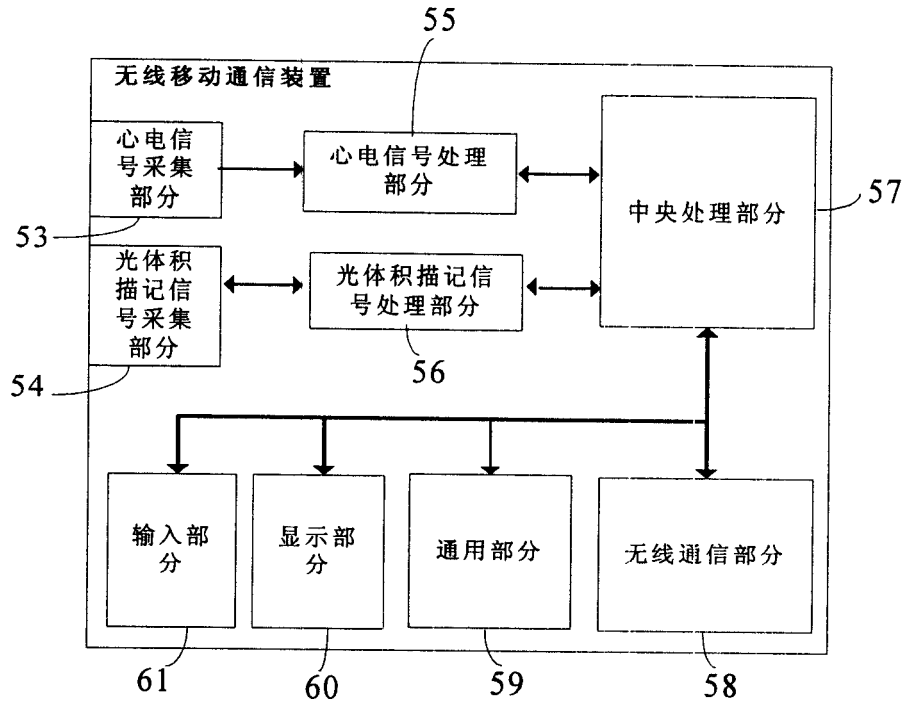 55
无线移动通信装置
心电信
号采集
部分
53
心电信号处理
部分
中央处理部分
57
光体积
描记信
号采集
部分
54
光体积描记信
号处理部分
56
输入部
分
61
显示部
分
60
通用部分
59
无线通信部分
58